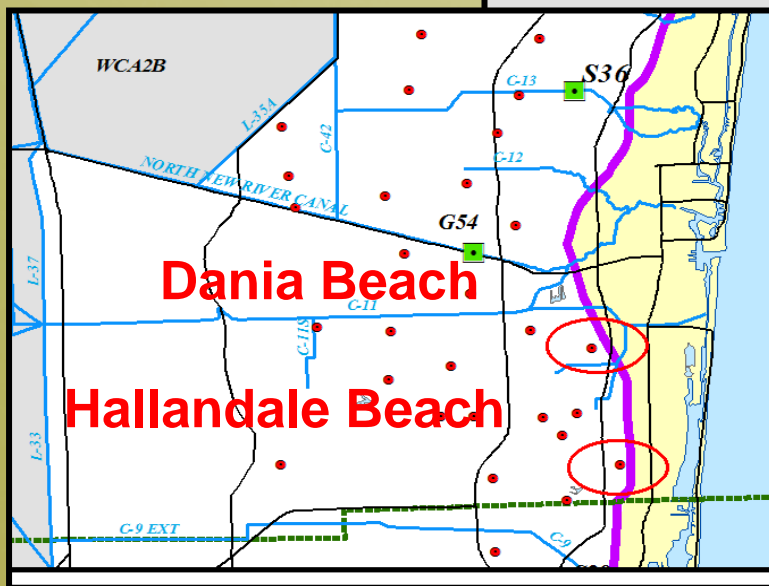 WCA2B
S36
C-13
L-35A
C-42
C-12
NORTH NEW RIVER CANAL
G54
Dania Beach
L-37
C-11
C-11S
Hallandale Beach
L-33
C-9 EXT
C-9